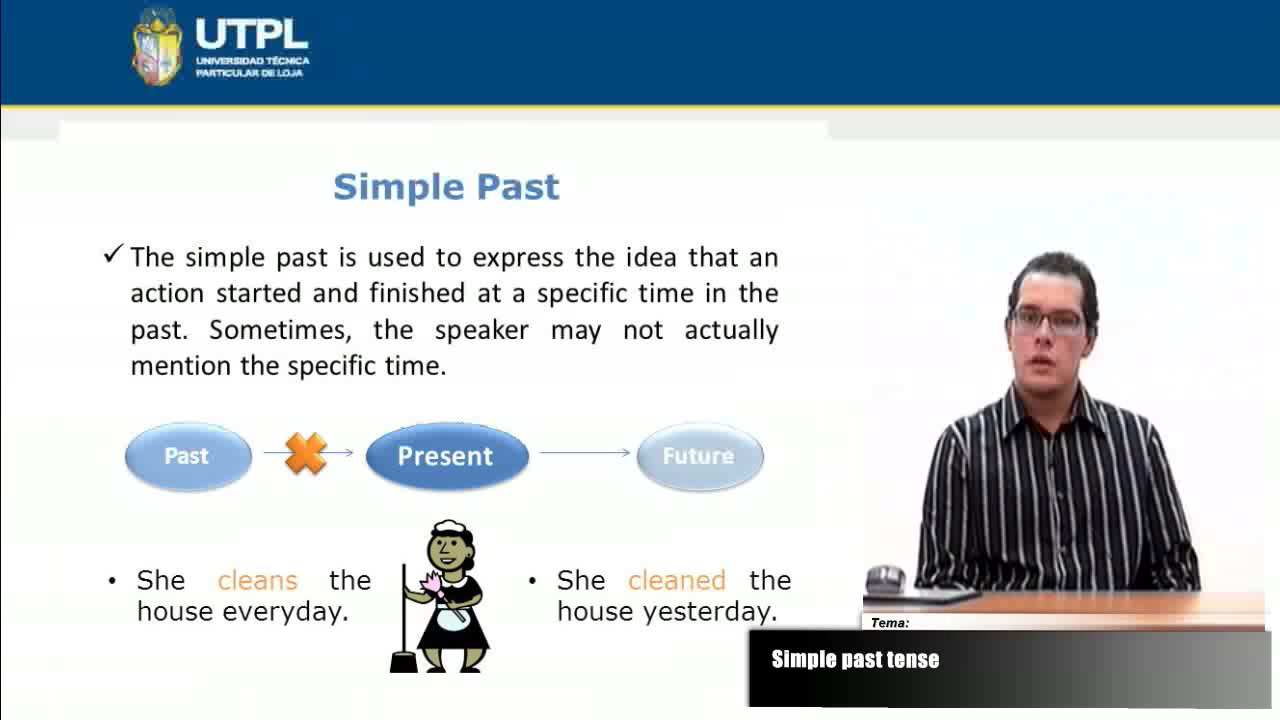 UTPL
UNIVERSIDAD TÉCNICA
PARTICULAR DE LOJA
Simple Past
✓ The simple past is used to express the idea that an
action started and finished at a specific time in the
past. Sometimes, the speaker may not actually
mention the specific time.
Past
Present
Future
• She cleans the
house everyday.
• She cleaned the
house yesterday.
Tema:
Simple past tense